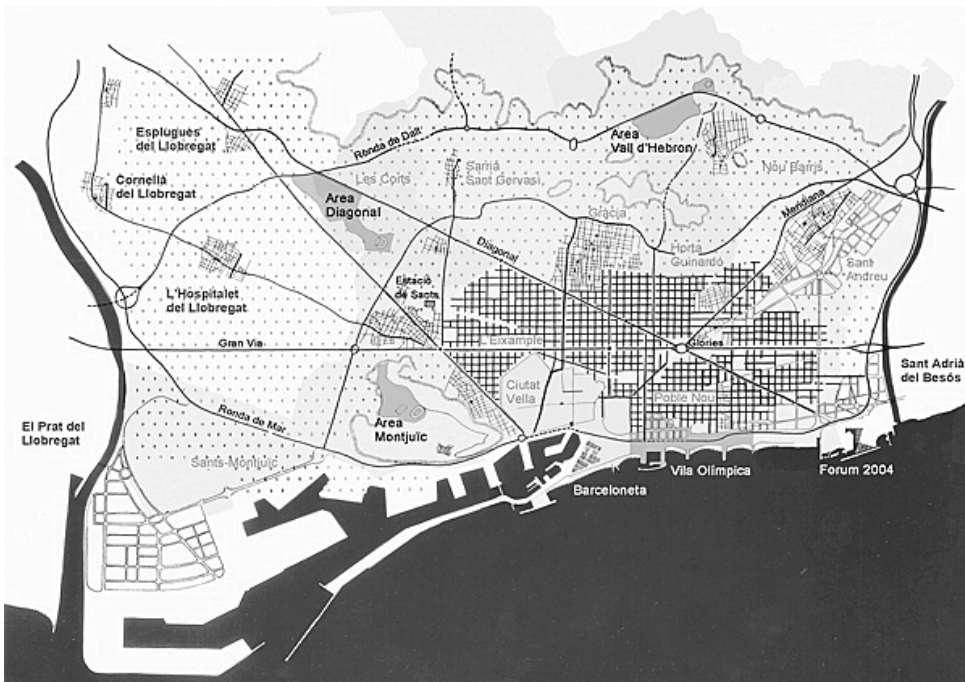 Esplugues
del Llobregat
Ronda de Dalt
Area
Vall d'Hebron
Nou Barris
Cornellà
del Llobregat
Les Corts
Sarrià
Sant Gervasi
Area
Diagonal
Gràcia
Meridiana
Diagonal
Horta
Guinardó
Sant
Andreu
L'Hospitalet
del Llobregat
Estació
de Sants
Gran Via
L'Eixample
Glòries
Sant Adrià
del Besós
Ciutat
Vella
Poble Nou
El Prat del
Llobregat
Ronda de Mar
Area
Montjuïc
Sants-Montjuïc
Vila Olímpica
Forum 2004
Barceloneta